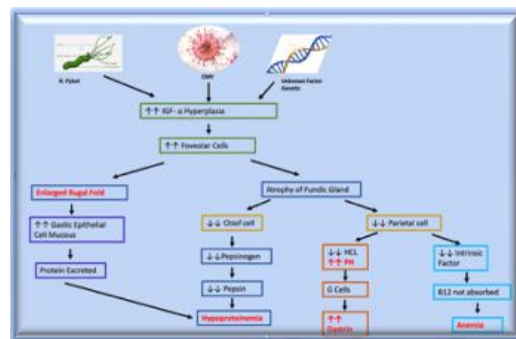 H. Pylori
CMV
Unknown Factor
Genetic
↑↑ IGF- α Hyperplasia
↑↑ Foveolar Cells
Enlarged Rugal Fold
Atrophy of Fundic Gland
↑↑ Gastic Epithelial
Cell Mucous
↓↓ Chief cell
↓↓ Parietal cell
Protein Excreted
↓↓Pepsinogen
↓↓ HCL
↑↑ PH
↓↓ Intrinsic
Factor
↓↓ Pepsin
G Cells
B12 not absorbed
Hypoproteinemia
↑↑
Gastrin
Anemia